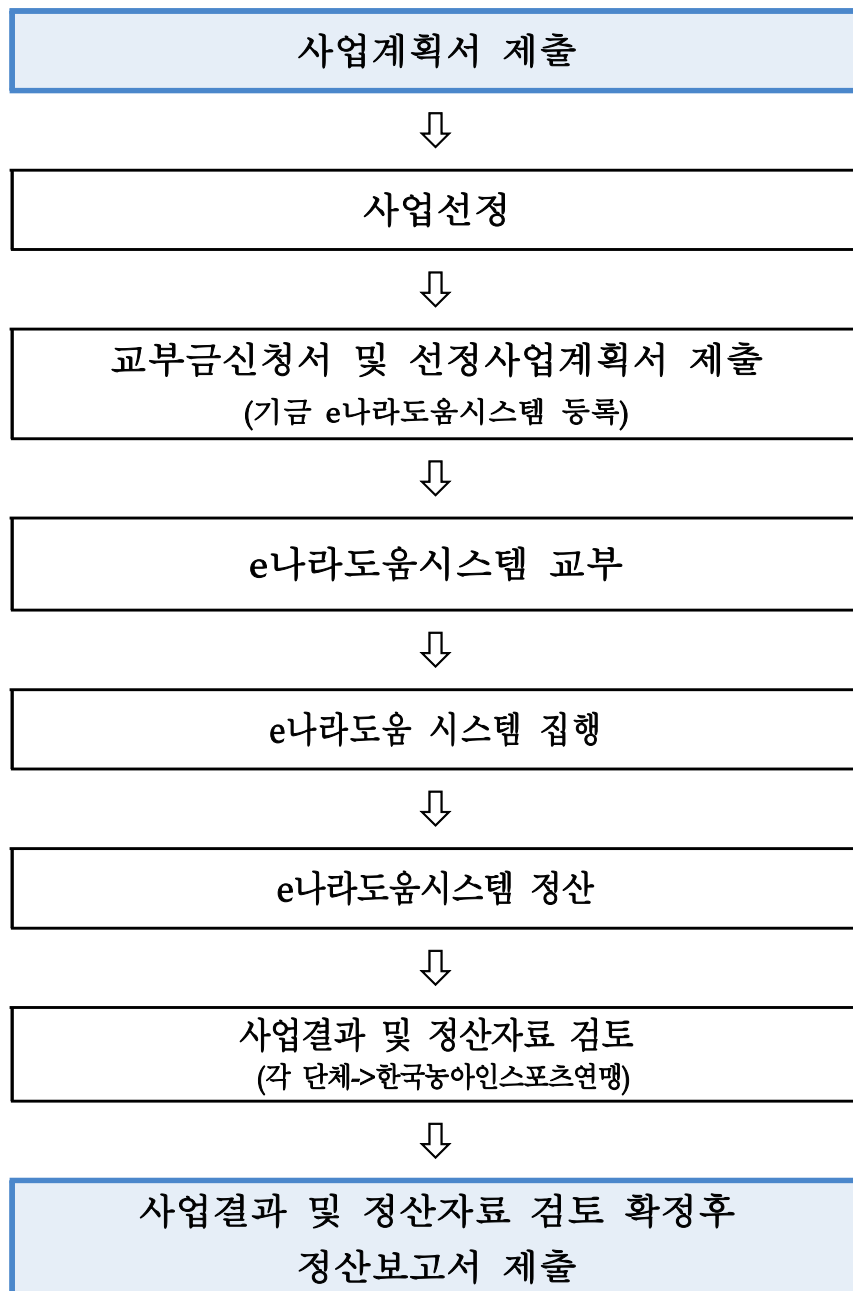 사업계획서 제출
⇩
사업선정
⇩
교부금신청서 및 선정사업계획서 제출
(기금 e나라도움시스템 등록)
⇩
e나라도움시스템 교부
⇩
e나라도움 시스템 집행
⇩
e나라도움시스템 정산
⇩
사업결과 및 정산자료 검토
(각 단체->한국농아인스포츠연맹)
⇩
사업결과 및 정산자료 검토 확정후
정산보고서 제출